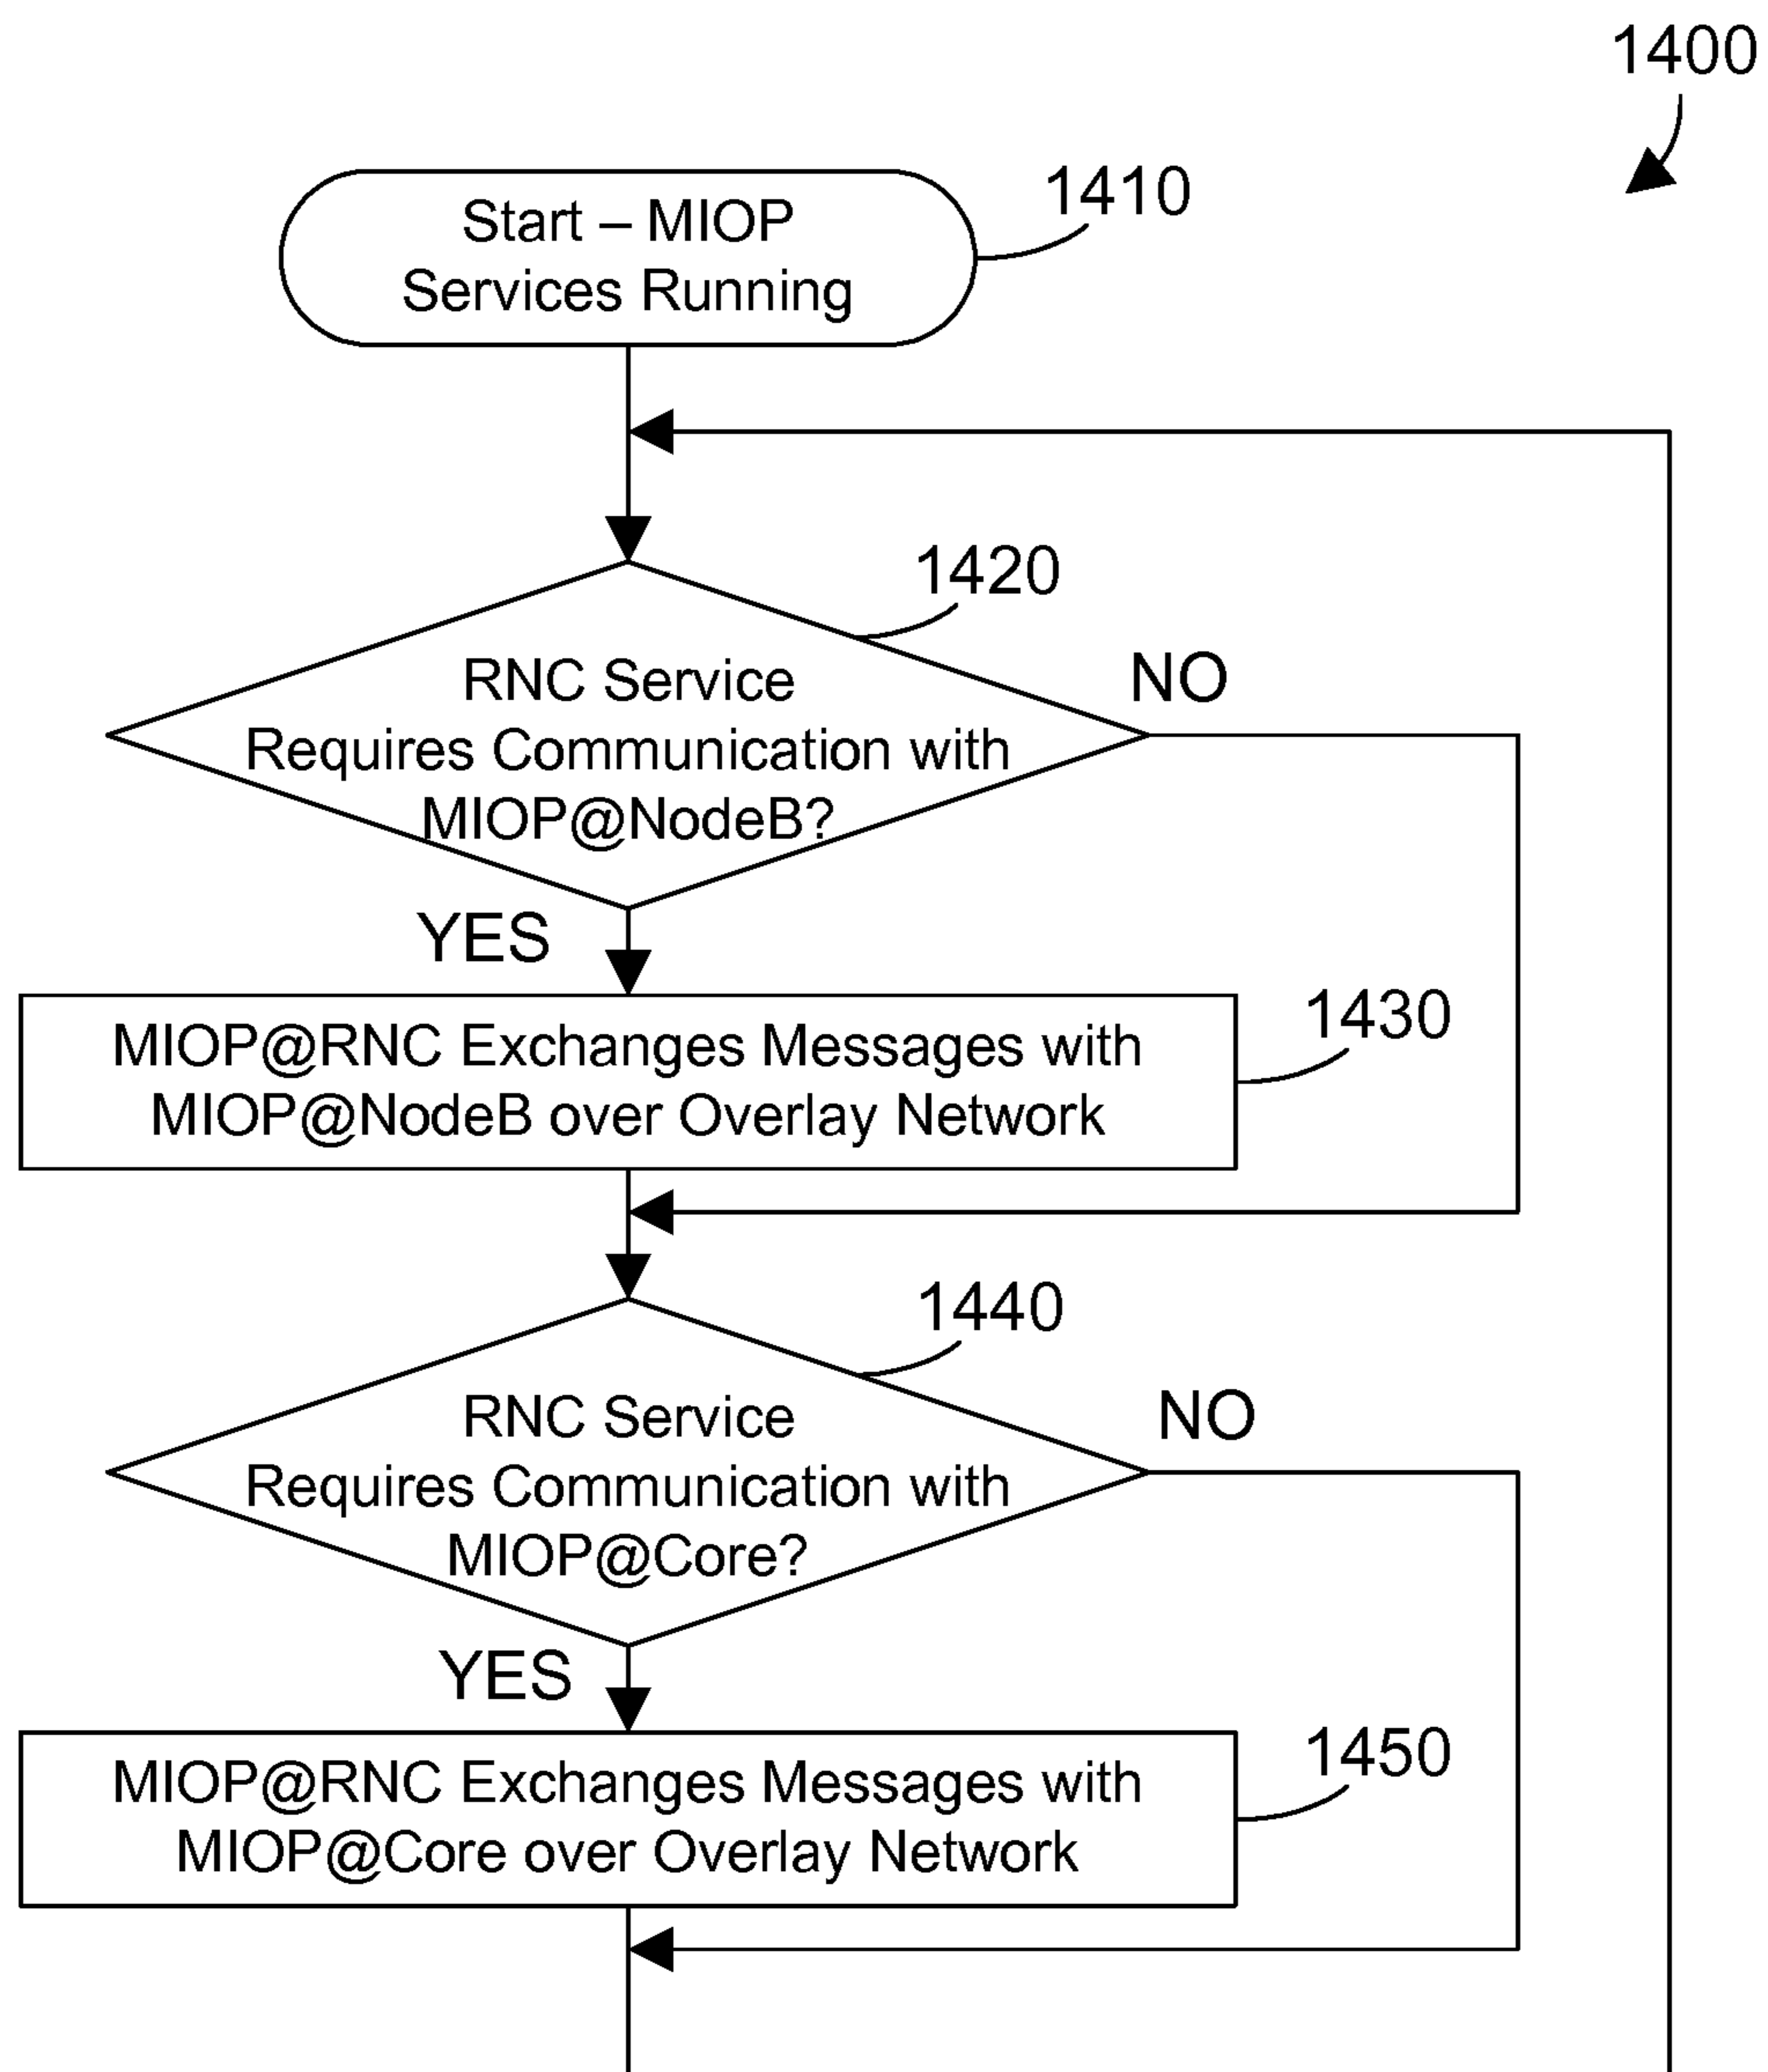 1400
Start – MIOP
Services Running
1410
1420
RNC Service
Requires Communication with
MIOP@NodeB?
NO
YES
MIOP@RNC Exchanges Messages with
MIOP@NodeB over Overlay Network
1430
1440
RNC Service
Requires Communication with
MIOP@Core?
NO
YES
MIOP@RNC Exchanges Messages with
MIOP@Core over Overlay Network
1450